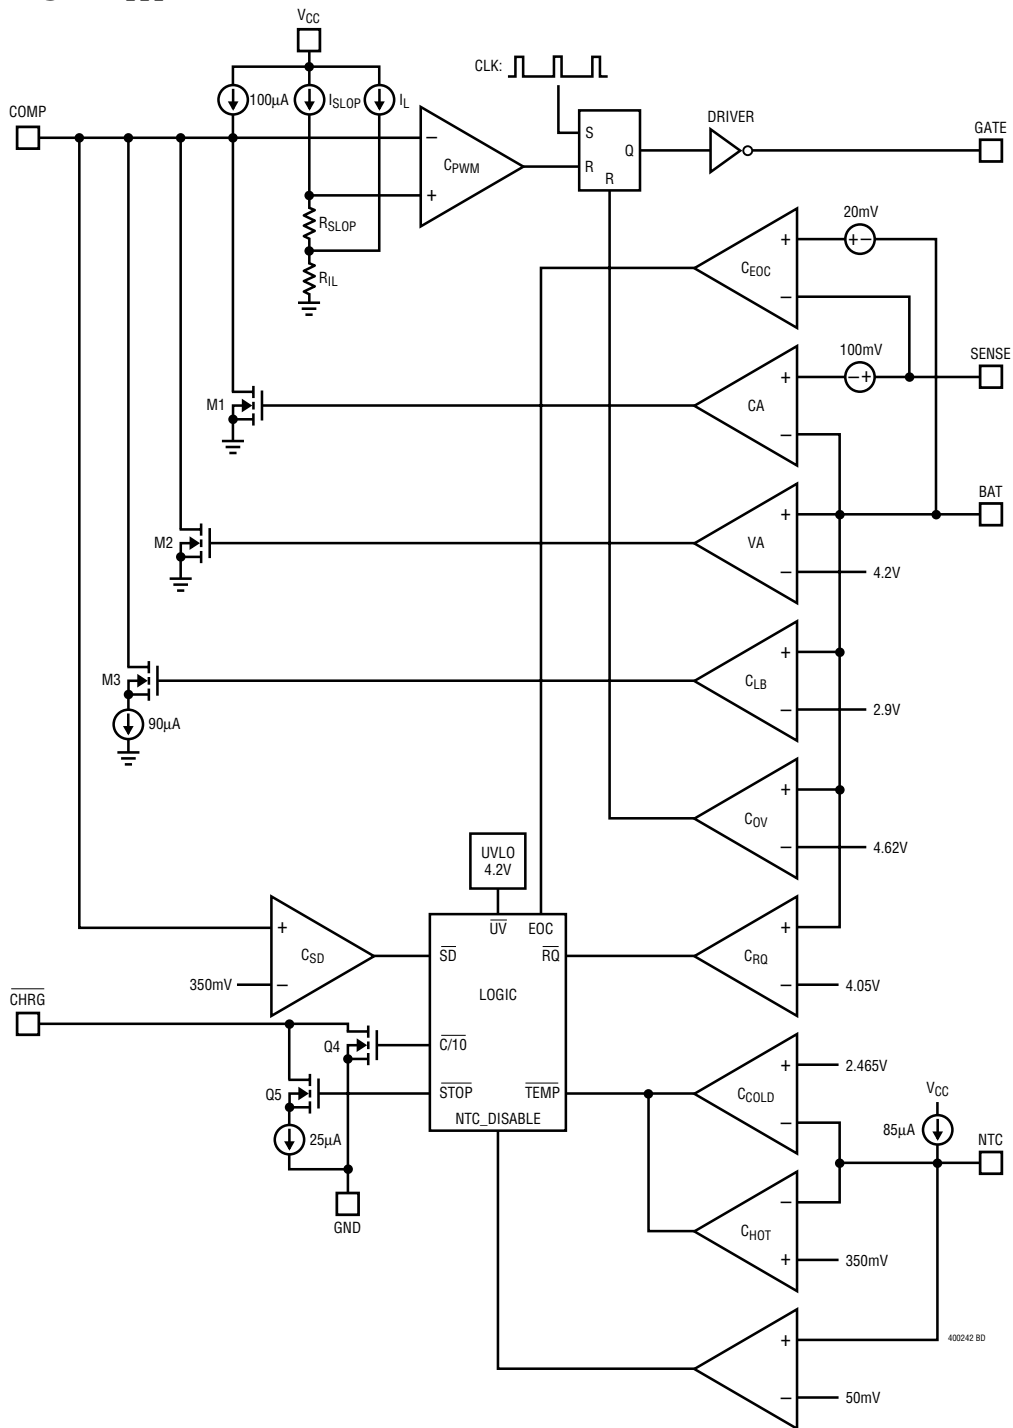 VCC
CLK:
100µA
ISLOP
IL
COMP
DRIVER
GATE
S
Q
R
R
−
CPWM
+
RSLOP
RIL
20mV
+
+−
CEOC
−
100mV
SENSE
+
−+
CA
−
M1
BAT
+
VA
−
4.2V
M2
+
CLB
−
2.9V
M3
90µA
+
COV
−
4.62V
UVLO
4.2V
UV
EOC
+
CSD
−
350mV
SD
RQ
LOGIC
+
CRQ
−
4.05V
CHRG
Q4
C/10
Q5
STOP
TEMP
NTC_DISABLE
25µA
GND
+
2.465V
CCOLD
−
VCC
85µA
NTC
−
CHOT
+
350mV
+
400242 BD
−
50mV